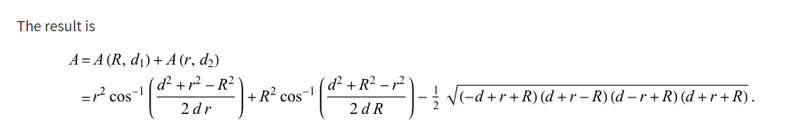 The result is
A = A (R, d₁) + A (r, d₂)
= r² cos⁻¹ ( (d² + r² – R²) / (2 d r) ) + R² cos⁻¹ ( (d² + R² – r²) / (2 d R) ) – ½ √((–d + r + R) (d + r – R) (d – r + R) (d + r + R)) .